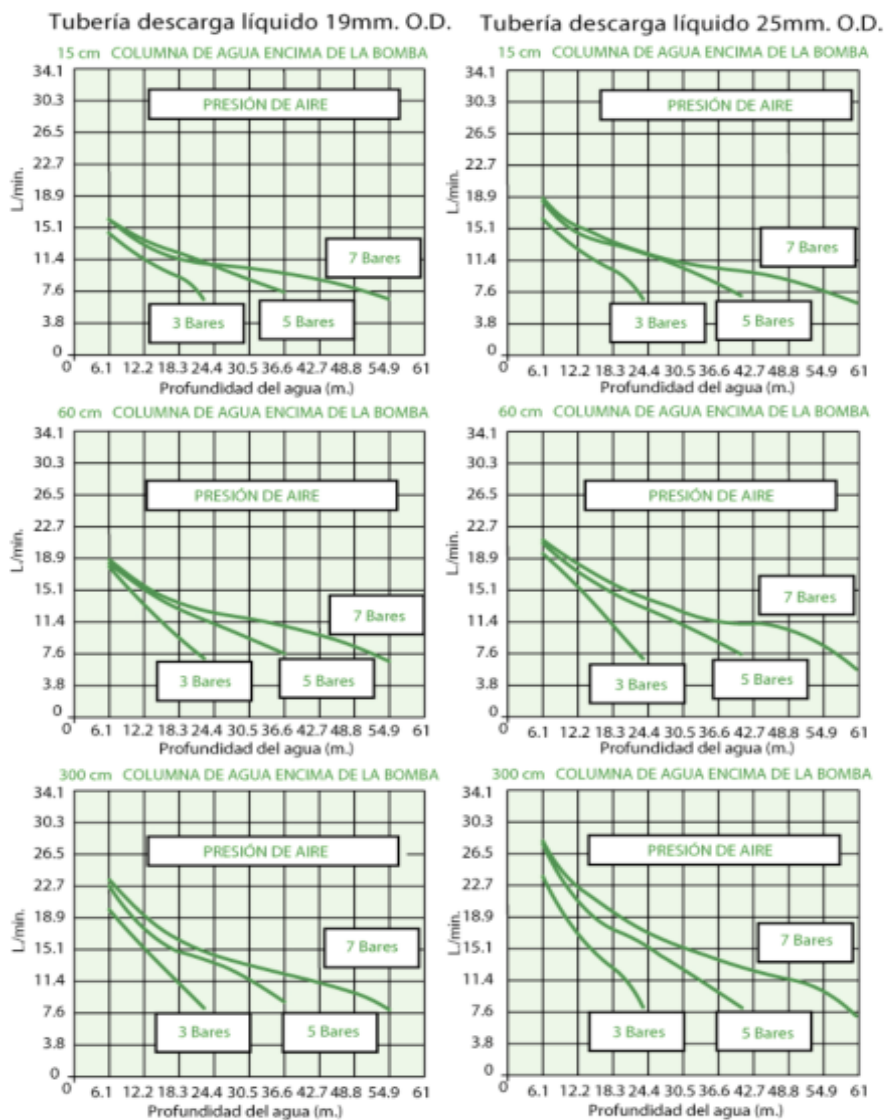 Tubería descarga líquido 19mm. O.D.
15 cm COLUMNA DE AGUA ENCIMA DE LA BOMBA
34.1
30.3
26.5
22.7
18.9
15.1
11.4
7.6
3.8
0
L./min.
PRESIÓN DE AIRE
7 Bares
3 Bares
5 Bares
0 6.1 12.2 18.3 24.4 30.5 36.6 42.7 48.8 54.9 61
Profundidad del agua (m.)
60 cm COLUMNA DE AGUA ENCIMA DE LA BOMBA
34.1
30.3
26.5
22.7
18.9
15.1
11.4
7.6
3.8
0
L./min.
PRESIÓN DE AIRE
7 Bares
3 Bares
5 Bares
0 6.1 12.2 18.3 24.4 30.5 36.6 42.7 48.8 54.9 61
Profundidad del agua (m.)
300 cm COLUMNA DE AGUA ENCIMA DE LA BOMBA
34.1
30.3
26.5
22.7
18.9
15.1
11.4
7.6
3.8
0
L./min.
PRESIÓN DE AIRE
7 Bares
3 Bares
5 Bares
0 6.1 12.2 18.3 24.4 30.5 36.6 42.7 48.8 54.9 61
Profundidad del agua (m.)
Tubería descarga líquido 25mm. O.D.
15 cm COLUMNA DE AGUA ENCIMA DE LA BOMBA
34.1
30.3
26.5
22.7
18.9
15.1
11.4
7.6
3.8
0
L./min.
PRESIÓN DE AIRE
7 Bares
3 Bares
5 Bares
0 6.1 12.2 18.3 24.4 30.5 36.6 42.7 48.8 54.9 61
Profundidad del agua (m.)
60 cm COLUMNA DE AGUA ENCIMA DE LA BOMBA
34.1
30.3
26.5
22.7
18.9
15.1
11.4
7.6
3.8
0
L./min.
PRESIÓN DE AIRE
7 Bares
3 Bares
5 Bares
0 6.1 12.2 18.3 24.4 30.5 36.6 42.7 48.8 54.9 61
Profundidad del agua (m.)
300 cm COLUMNA DE AGUA ENCIMA DE LA BOMBA
34.1
30.3
26.5
22.7
18.9
15.1
11.4
7.6
3.8
0
L./min.
PRESIÓN DE AIRE
7 Bares
3 Bares
5 Bares
0 6.1 12.2 18.3 24.4 30.5 36.6 42.7 48.8 54.9 61
Profundidad del agua (m.)